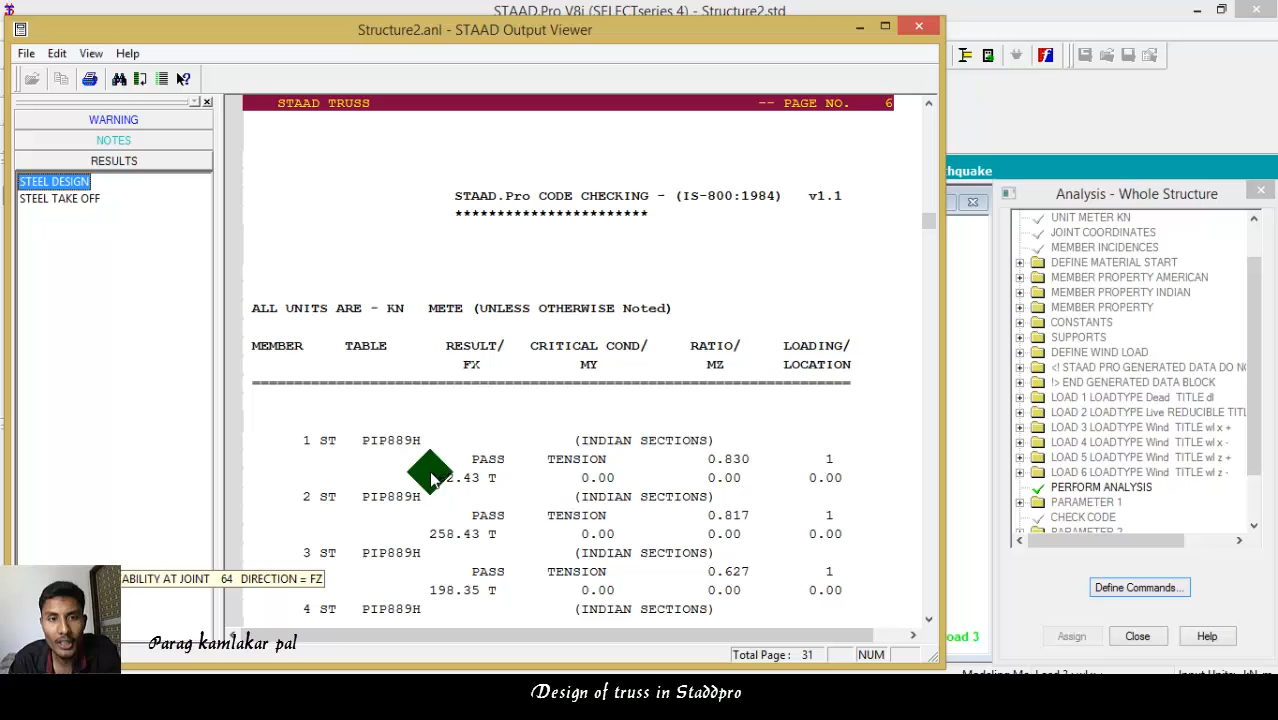 STAAD.Pro V8i (SELECTseries 4) - Structure2.std
Structure2.anl - STAAD Output Viewer
File Edit View Help
WARNING
NOTES
RESULTS
STEEL DESIGN
STEEL TAKE OFF
STAAD TRUSS -- PAGE NO. 6
STAAD.Pro CODE CHECKING - (IS-800:1984) v1.1
***********************
ALL UNITS ARE - KN METE (UNLESS OTHERWISE Noted)
MEMBER TABLE RESULT/ CRITICAL COND/ RATIO/ LOADING/
FX MY MZ LOCATION
1 ST PIP889H (INDIAN SECTIONS)
PASS TENSION 0.830 1
2.43 T 0.00 0.00 0.00
2 ST PIP889H (INDIAN SECTIONS)
PASS TENSION 0.817 1
258.43 T 0.00 0.00 0.00
3 ST PIP889H (INDIAN SECTIONS)
PASS TENSION 0.627 1
198.35 T 0.00 0.00 0.00
4 ST PIP889H (INDIAN SECTIONS)
ABILITY AT JOINT 64 DIRECTION = FZ
Total Page: 31 NUM
hquake
Analysis - Whole Structure
UNIT METER KN
JOINT COORDINATES
MEMBER INCIDENCES
DEFINE MATERIAL START
MEMBER PROPERTY AMERICAN
MEMBER PROPERTY INDIAN
MEMBER PROPERTY
CONSTANTS
SUPPORTS
DEFINE WIND LOAD
<! STAAD PRO GENERATED DATA DO NO
!> END GENERATED DATA BLOCK
LOAD 1 LOADTYPE Dead TITLE dl
LOAD 2 LOADTYPE Live REDUCIBLE TITL
LOAD 3 LOADTYPE Wind TITLE wl x +
LOAD 4 LOADTYPE Wind TITLE wl x -
LOAD 5 LOADTYPE Wind TITLE wl z +
LOAD 6 LOADTYPE Wind TITLE wl z -
PERFORM ANALYSIS
PARAMETER 1
CHECK CODE
PARAMETER 2
Define Commands...
Assign Close Help
oad 3
Parag kamlakar pal
Design of truss in Staddpro